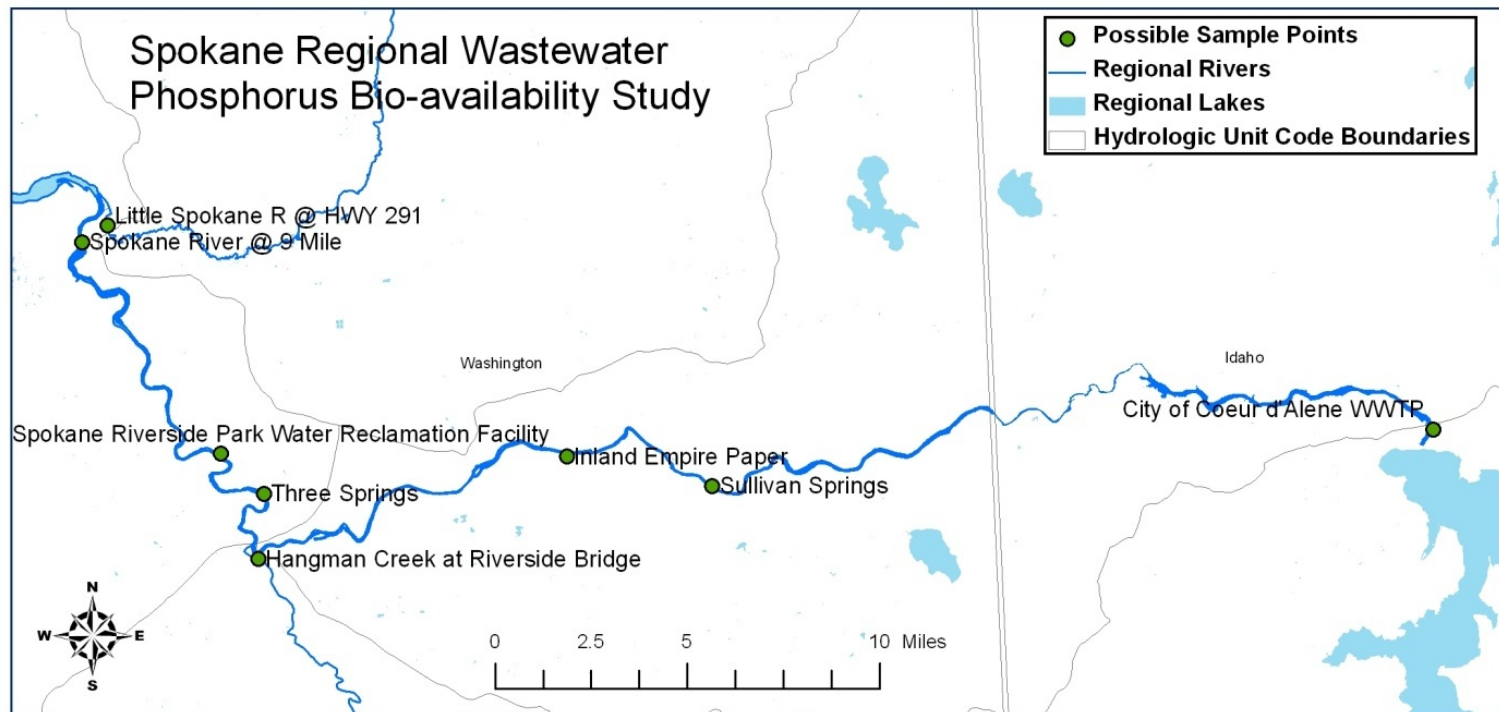 Spokane Regional Wastewater
Phosphorus Bio-availability Study
Possible Sample Points
Regional Rivers
Regional Lakes
Hydrologic Unit Code Boundaries
Little Spokane R @ HWY 291
Spokane River @ 9 Mile
Washington
Idaho
City of Coeur d'Alene WWTP
Spokane Riverside Park Water Reclamation Facility
Inland Empire Paper
Sullivan Springs
Three Springs
Hangman Creek at Riverside Bridge
N
W E
S
0 2.5 5 10 Miles